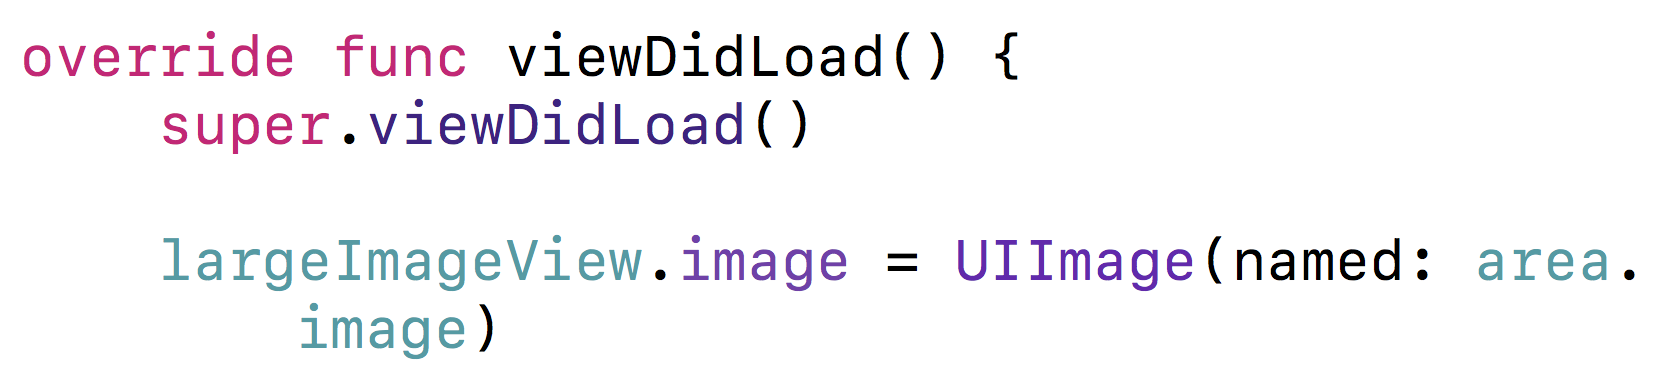 override func viewDidLoad() {
    super.viewDidLoad()

    largeImageView.image = UIImage(named: area.
        image)